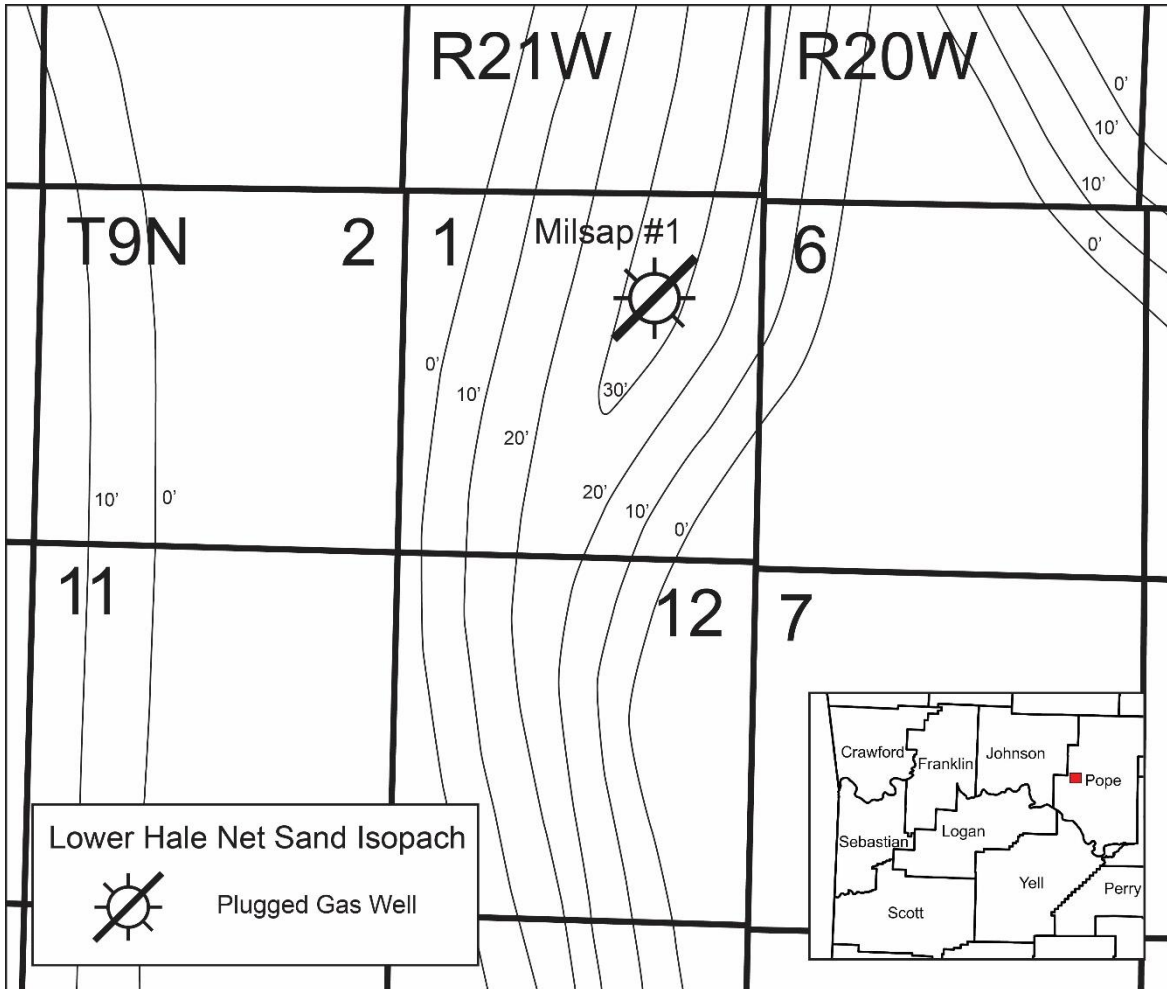 R21W
R20W
0'
10'
10'
0'
T9N
2
1
Milsap #1
6
0'
10'
30'
20'
20'
10'
0'
10'
0'
11
12
7
Lower Hale Net Sand Isopach
Plugged Gas Well
Crawford
Franklin
Johnson
Pope
Sebastian
Logan
Yell
Perry
Scott